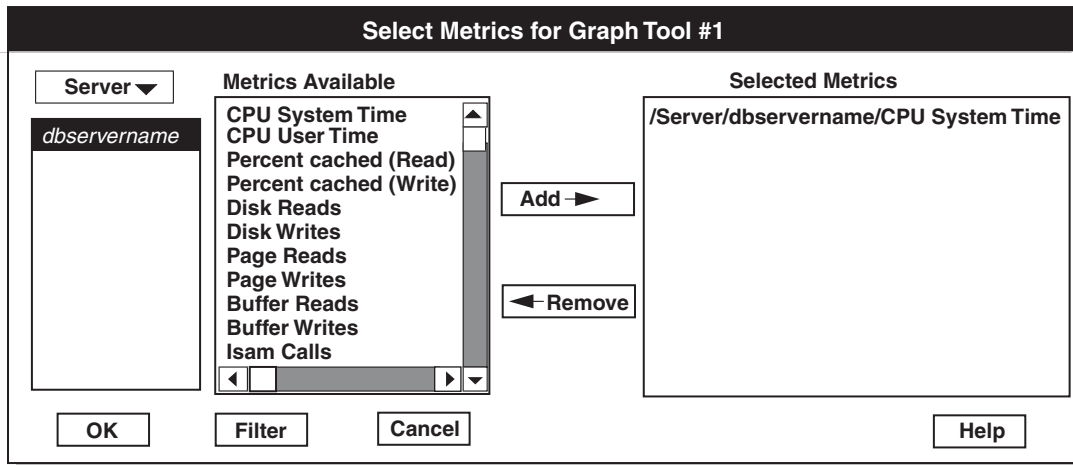 Select Metrics for Graph Tool #1
Server
Metrics Available
Selected Metrics
dbservername
CPU System Time
CPU User Time
Percent cached (Read)
Percent cached (Write)
Disk Reads
Disk Writes
Page Reads
Page Writes
Buffer Reads
Buffer Writes
Isam Calls
Add
Remove
/Server/dbservername/CPU System Time
OK
Filter
Cancel
Help